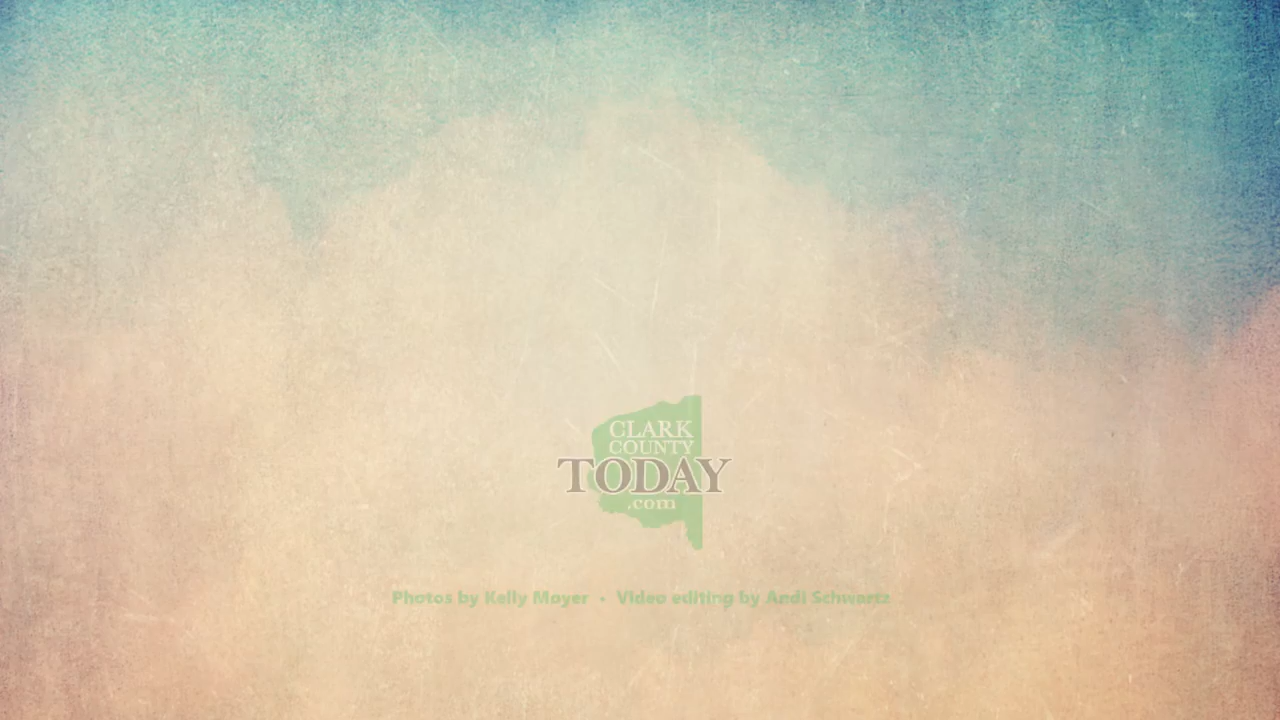 CLARK
COUNTY
TODAY
.com
Photos by Kelly Moyer • Video editing by Andi Schwartz